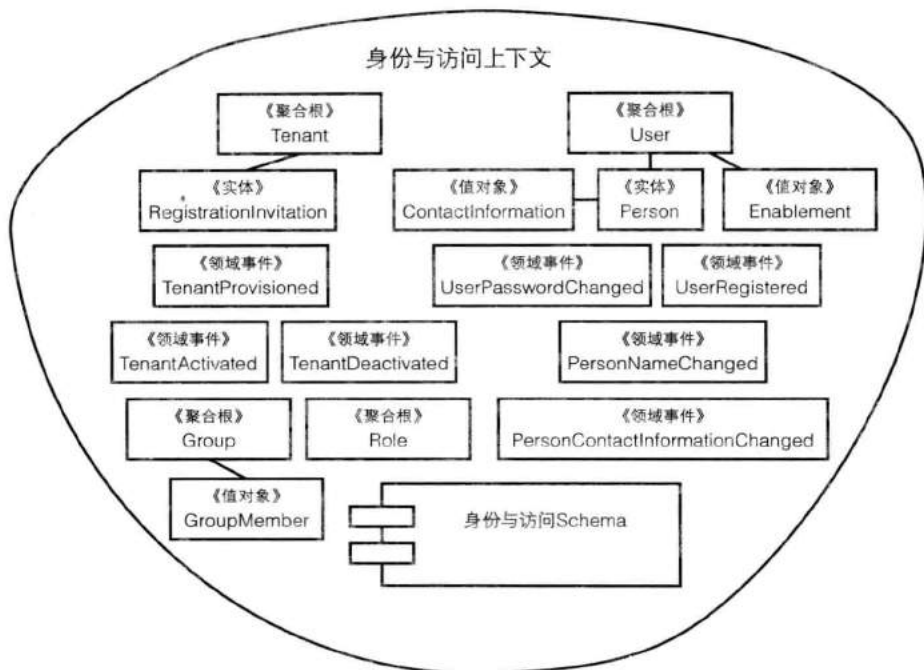 身份与访问上下文
《聚合根》
Tenant
《聚合根》
User
《实体》
RegistrationInvitation
《值对象》
ContactInformation
《实体》
Person
《值对象》
Enablement
《领域事件》
TenantProvisioned
《领域事件》
UserPasswordChanged
《领域事件》
UserRegistered
《领域事件》
TenantActivated
《领域事件》
TenantDeactivated
《领域事件》
PersonNameChanged
《聚合根》
Group
《聚合根》
Role
《领域事件》
PersonContactInformationChanged
《值对象》
GroupMember
身份与访问Schema